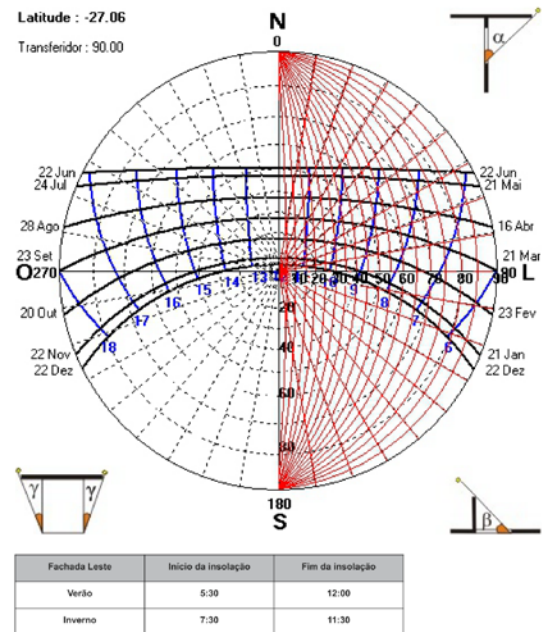 Latitude : -27.06
Transferidor : 90.00
N
0
α
22 Jun
22 Jun
24 Jul
21 Mai
28 Ago
16 Abr
23 Set
21 Mar
O 270
10 20 30 40 50 60 70 80 90 L
20 Out
23 Fev
13
14
15
16
17
18
11
10
9
8
7
6
20
40
60
80
22 Nov
21 Jan
22 Dez
22 Dez
γ γ
β
180
S
Fachada Leste Início da insolação Fim da insolação
Verão 5:30 12:00
Inverno 7:30 11:30